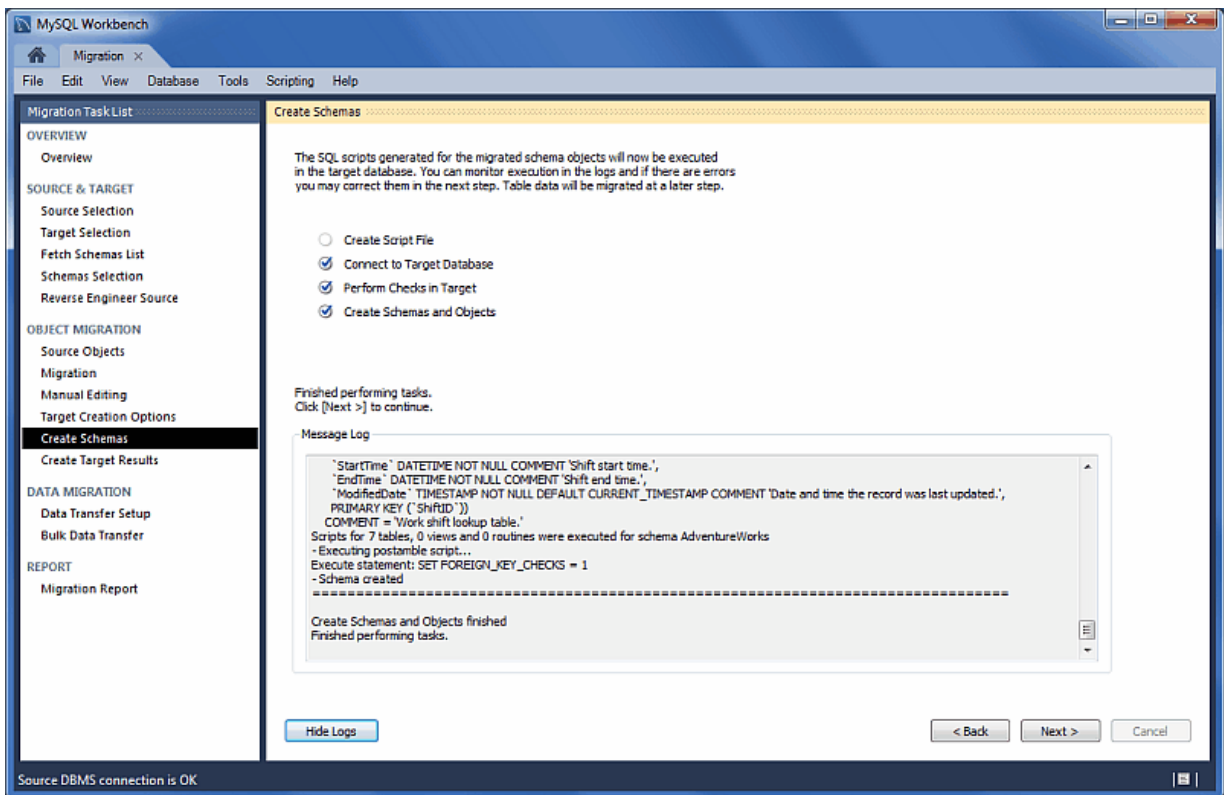 MySQL Workbench
Migration ×
File Edit View Database Tools Scripting Help
Migration Task List
OVERVIEW
Overview
SOURCE & TARGET
Source Selection
Target Selection
Fetch Schemas List
Schemas Selection
Reverse Engineer Source
OBJECT MIGRATION
Source Objects
Migration
Manual Editing
Target Creation Options
Create Schemas
Create Target Results
DATA MIGRATION
Data Transfer Setup
Bulk Data Transfer
REPORT
Migration Report
Create Schemas
The SQL scripts generated for the migrated schema objects will now be executed
in the target database. You can monitor execution in the logs and if there are errors
you may correct them in the next step. Table data will be migrated at a later step.
Create Script File
Connect to Target Database
Perform Checks in Target
Create Schemas and Objects
Finished performing tasks.
Click [Next >] to continue.
Message Log
`StartTime` DATETIME NOT NULL COMMENT 'Shift start time.',
`EndTime` DATETIME NOT NULL COMMENT 'Shift end time.',
`ModifiedDate` TIMESTAMP NOT NULL DEFAULT CURRENT_TIMESTAMP COMMENT 'Date and time the record was last updated.',
PRIMARY KEY (`ShiftID`))
COMMENT = 'Work shift lookup table.'
Scripts for 7 tables, 0 views and 0 routines were executed for schema AdventureWorks
- Executing postamble script...
Execute statement: SET FOREIGN_KEY_CHECKS = 1
- Schema created
================================================================================
Create Schemas and Objects finished
Finished performing tasks.
Hide Logs
< Back Next > Cancel
Source DBMS connection is OK